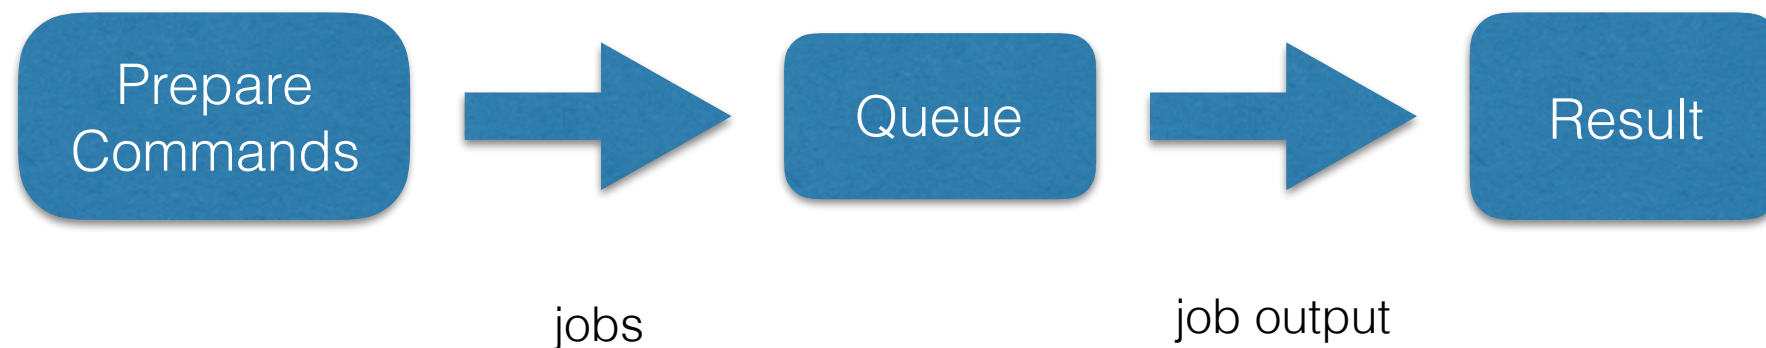 Prepare
Commands
Queue
Result
jobs
job output